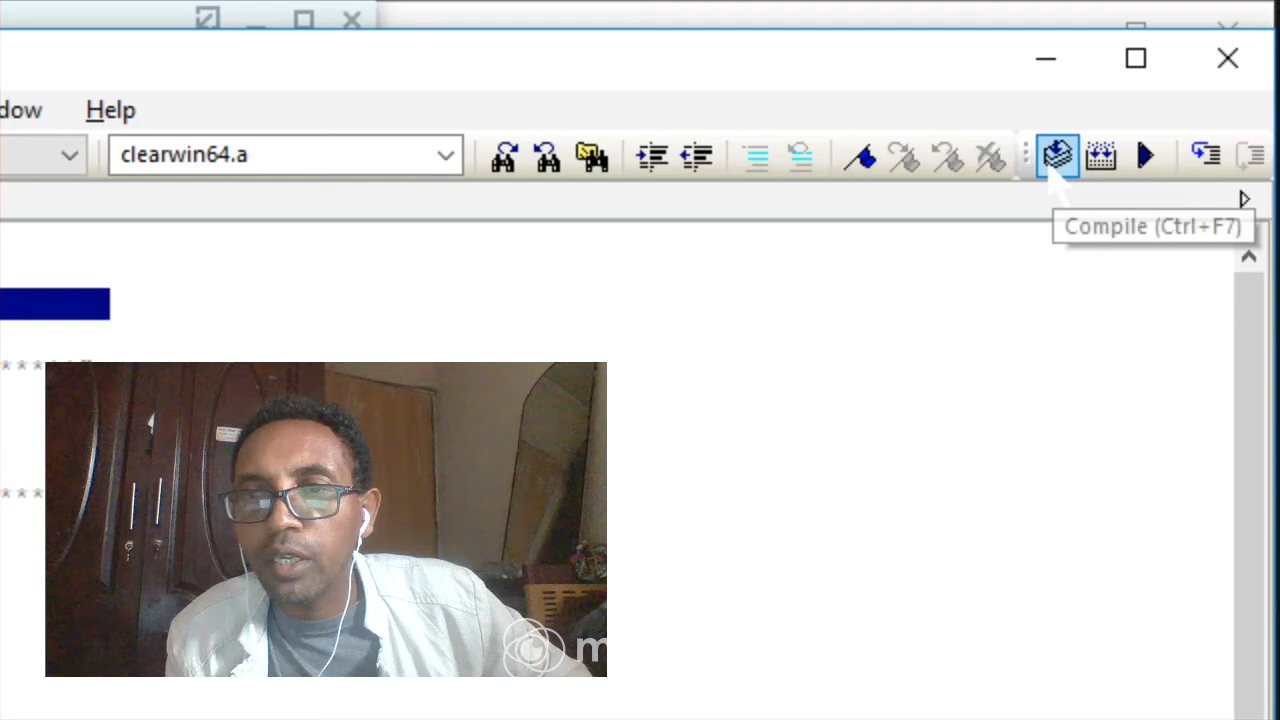 dow Help
clearwin64.a
Compile (Ctrl+F7)
***
***
m